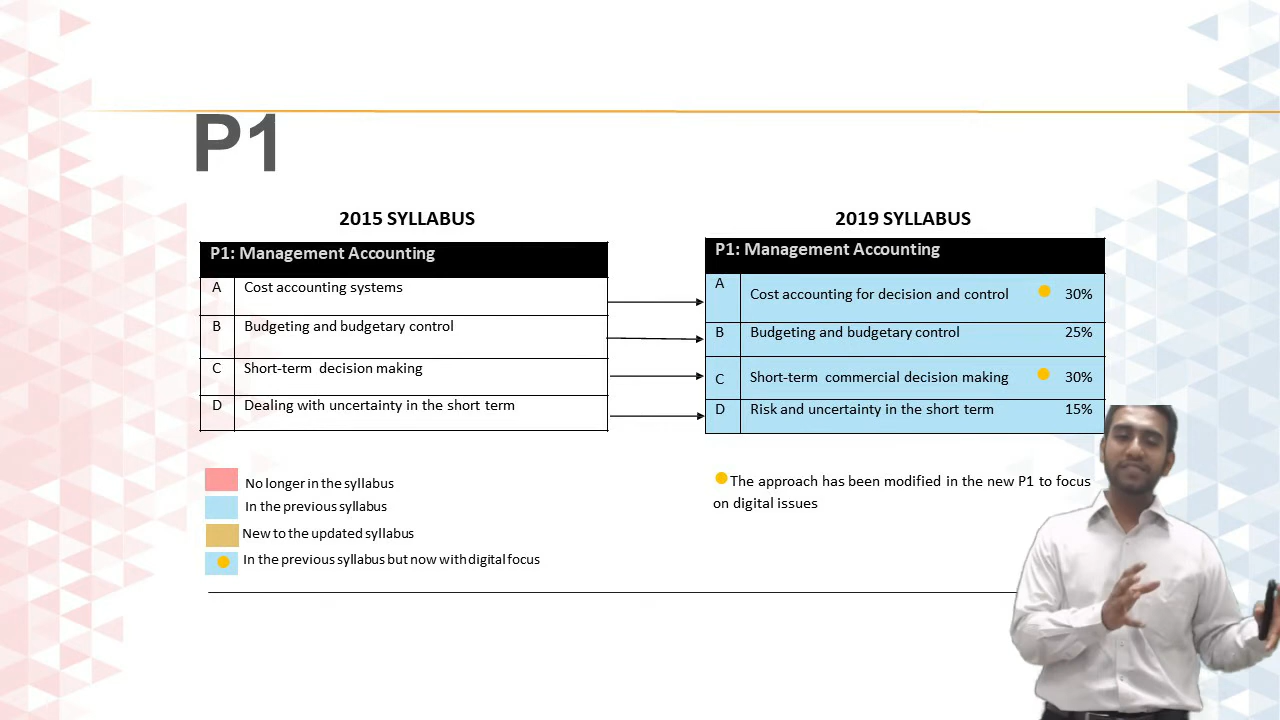 P1
2015 SYLLABUS
P1: Management Accounting
A Cost accounting systems
B Budgeting and budgetary control
C Short-term decision making
D Dealing with uncertainty in the short term
2019 SYLLABUS
P1: Management Accounting
A Cost accounting for decision and control 30%
B Budgeting and budgetary control 25%
C Short-term commercial decision making 30%
D Risk and uncertainty in the short term 15%
No longer in the syllabus
In the previous syllabus
New to the updated syllabus
In the previous syllabus but now with digital focus
The approach has been modified in the new P1 to focus
on digital issues